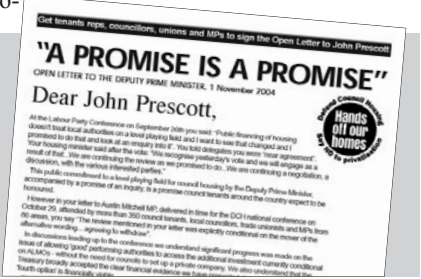 6-
Get tenants reps, councillors, unions and MPs to sign the Open Letter to John Prescott
"A PROMISE IS A PROMISE"
OPEN LETTER TO THE DEPUTY PRIME MINISTER, 1 November 2004
Dear John Prescott,
Defend Council Housing
Hands
off our
homes
Say NO to privatisation
At the Labour Party Conference on September 26th you said: "Public financing of housing
doesn't treat local authorities on a level playing field and I want to see that changed and I
promised to do that and look at an enquiry into it". You told delegates you were "near agreement".
Your housing minister said after the vote: "We recognise yesterday's vote and we will engage as a
result of that...We are continuing the review as we promised to do...We are continuing a negotiation, a
discussion, with the various interested parties."
This public commitment to a level playing field for council housing by the Deputy Prime Minister,
accompanied by a promise of an inquiry, is a promise council tenants around the country expect to be
honoured.
However in your letter to Austin Mitchell MP, delivered in time for the DCH national conference on
October 29, attended by more than 350 council tenants, local councillors, trade unionists and MPs from
86 areas, you say "The review mentioned in your letter was explicitly conditional on the mover of the
alternative wording... agreeing to withdraw".
In discussions leading up to the conference we understand significant progress was made on the
issue of allowing 'good' performing authorities to access the additional investment currently conditional
on ALMOs - without the need for councils to set up a private company. We also understand that the
Treasury broadly accepted the clear financial evidence we have
'fourth option' is financially viable